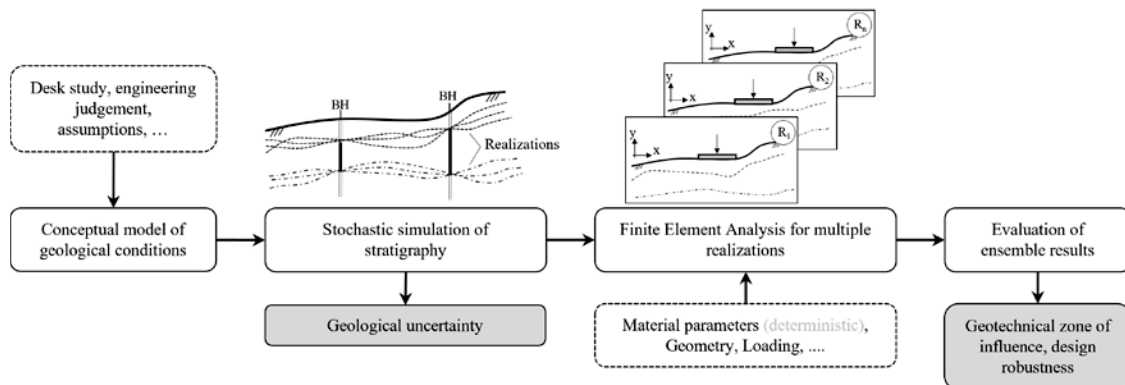 Desk study, engineering
judgement,
assumptions, …
BH
BH
Realizations
y
x
Rn
y
x
R2
y
x
R1
Conceptual model of
geological conditions
Stochastic simulation of
stratigraphy
Finite Element Analysis for multiple
realizations
Evaluation of
ensemble results
Geological uncertainty
Material parameters (deterministic),
Geometry, Loading, ....
Geotechnical zone of
influence, design
robustness